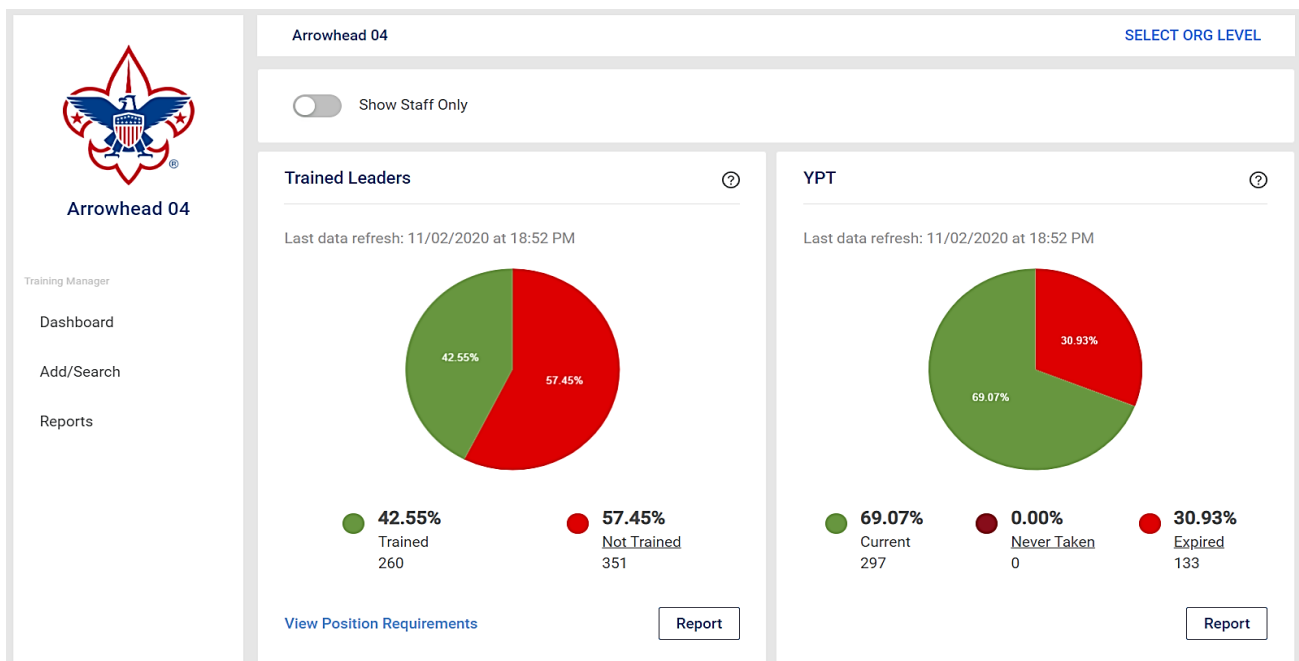 Arrowhead 04
SELECT ORG LEVEL
®
Arrowhead 04
Training Manager
Dashboard
Add/Search
Reports
Show Staff Only
Trained Leaders
?
Last data refresh: 11/02/2020 at 18:52 PM
42.55%
57.45%
42.55%
Trained
260
57.45%
Not Trained
351
View Position Requirements
Report
YPT
?
Last data refresh: 11/02/2020 at 18:52 PM
30.93%
69.07%
69.07%
Current
297
0.00%
Never Taken
0
30.93%
Expired
133
Report